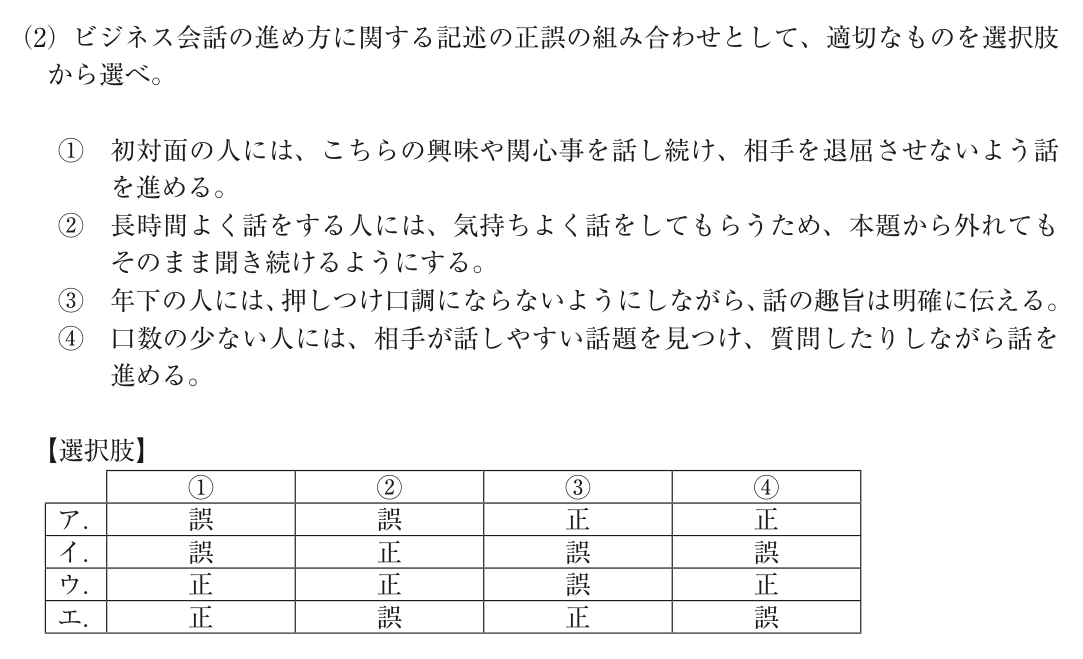 (2) ビジネス会話の進め方に関する記述の正誤の組み合わせとして、適切なものを選択肢
から選べ。
① 初対面の人には、こちらの興味や関心事を話し続け、相手を退屈させないよう話
を進める。
② 長時間よく話をする人には、気持ちよく話をしてもらうため、本題から外れても
そのまま聞き続けるようにする。
③ 年下の人には、押しつけ口調にならないようにしながら、話の趣旨は明確に伝える。
④ 口数の少ない人には、相手が話しやすい話題を見つけ、質問したりしながら話を
進める。
【選択肢】
① ② ③ ④
ア. 誤 誤 正 正
イ. 誤 正 誤 誤
ウ. 正 正 誤 正
エ. 正 誤 正 誤